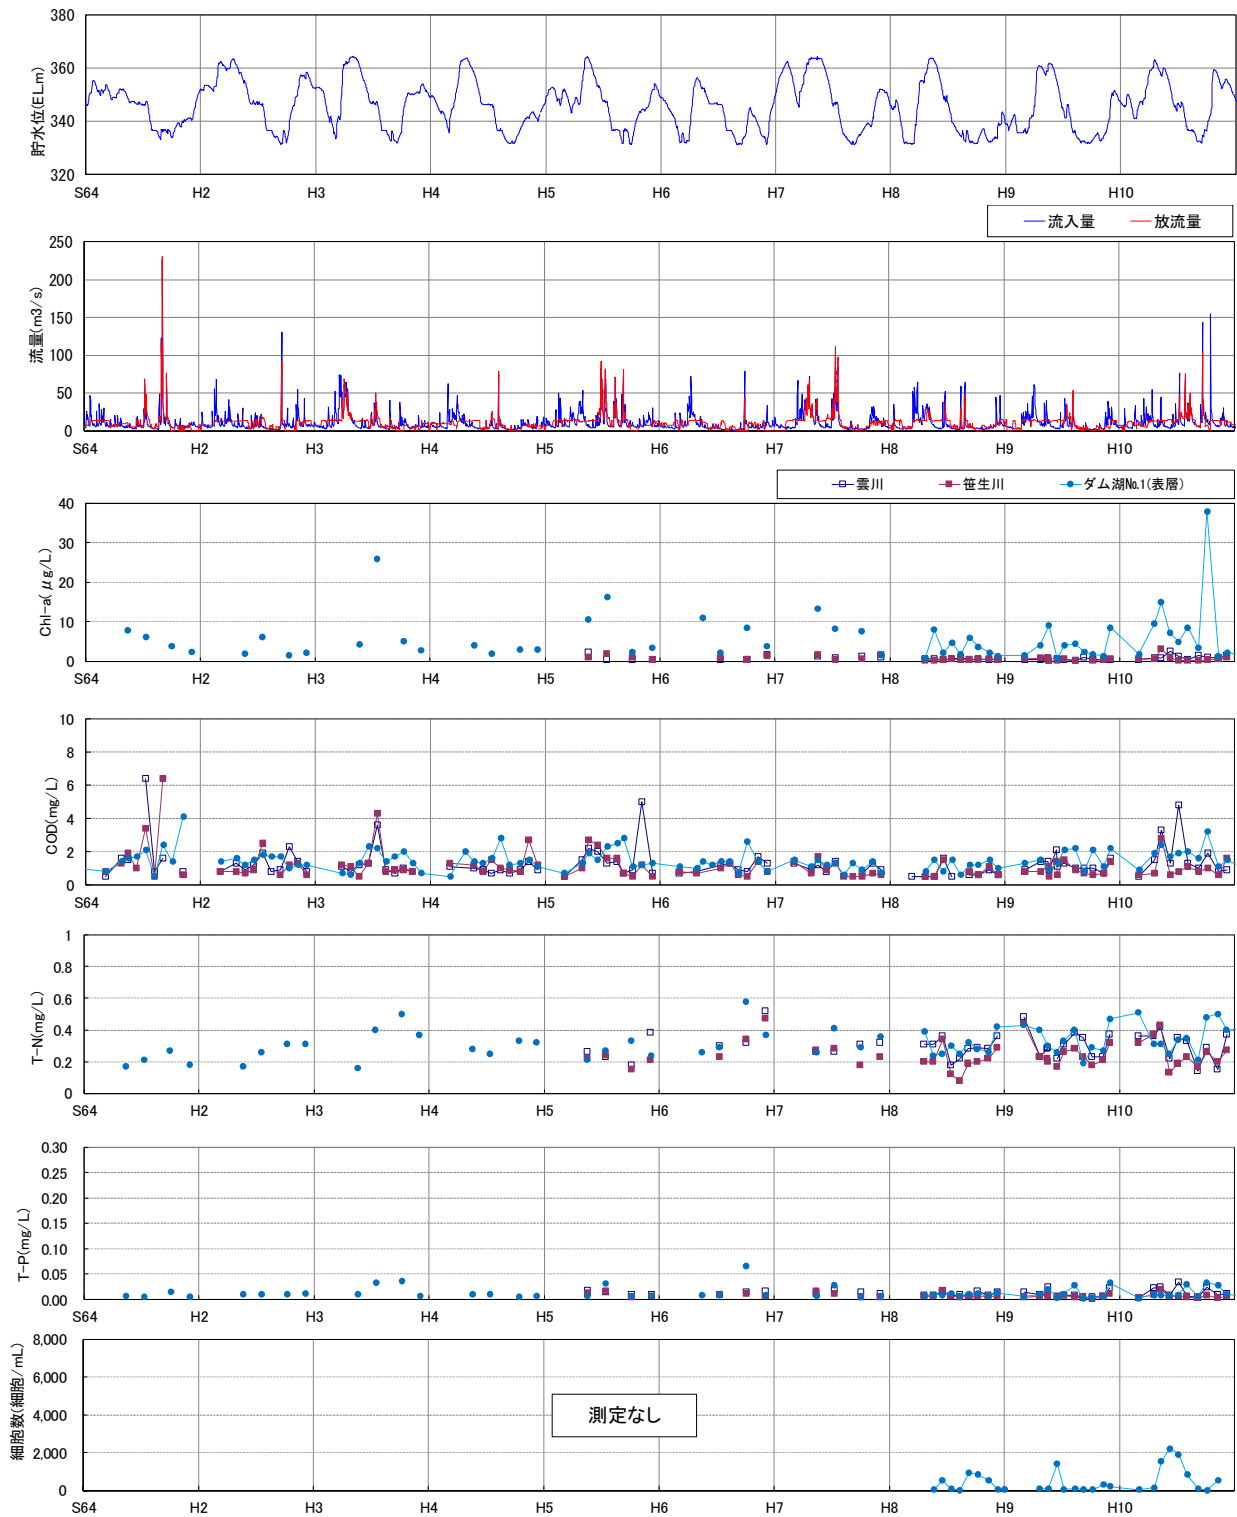 380
360
340
320
貯水位(EL.m)
S64 H2 H3 H4 H5 H6 H7 H8 H9 H10
流入量 放流量
250
200
150
100
50
0
流量(m3/s)
S64 H2 H3 H4 H5 H6 H7 H8 H9 H10
雲川 笹生川 ダム湖No.1(表層)
40
30
20
10
0
Chl-a(μg/L)
S64 H2 H3 H4 H5 H6 H7 H8 H9 H10
10
8
6
4
2
0
COD(mg/L)
S64 H2 H3 H4 H5 H6 H7 H8 H9 H10
1
0.8
0.6
0.4
0.2
0
T-N(mg/L)
S64 H2 H3 H4 H5 H6 H7 H8 H9 H10
0.30
0.25
0.20
0.15
0.10
0.05
0.00
T-P(mg/L)
S64 H2 H3 H4 H5 H6 H7 H8 H9 H10
8,000
6,000
4,000
2,000
0
細胞数(細胞/mL)
測定なし
S64 H2 H3 H4 H5 H6 H7 H8 H9 H10